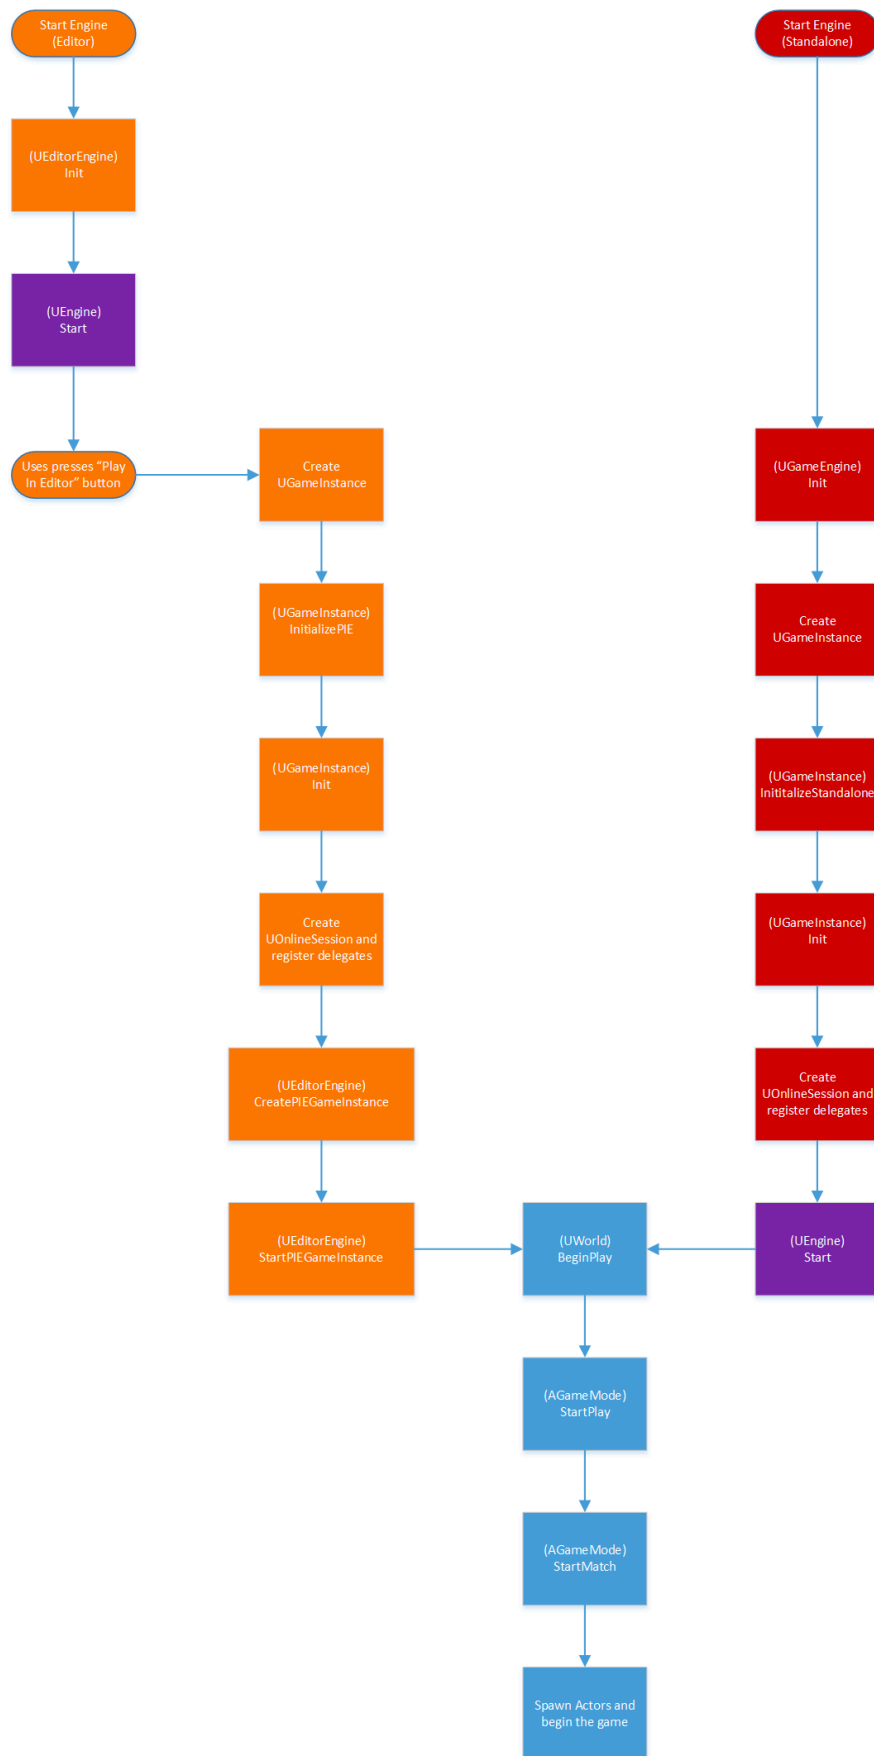 Start Engine
(Editor)
Start Engine
(Standalone)
(UEditorEngine)
Init
(UEngine)
Start
Uses presses “Play
In Editor” button
Create
UGameInstance
(UGameEngine)
Init
(UGameInstance)
InitializePIE
Create
UGameInstance
(UGameInstance)
Init
(UGameInstance)
InititalizeStandalone
Create
UOnlineSession and
register delegates
(UGameInstance)
Init
(UEditorEngine)
CreatePIEGameInstance
Create
UOnlineSession and
register delegates
(UEditorEngine)
StartPIEGameInstance
(UWorld)
BeginPlay
(UEngine)
Start
(AGameMode)
StartPlay
(AGameMode)
StartMatch
Spawn Actors and
begin the game